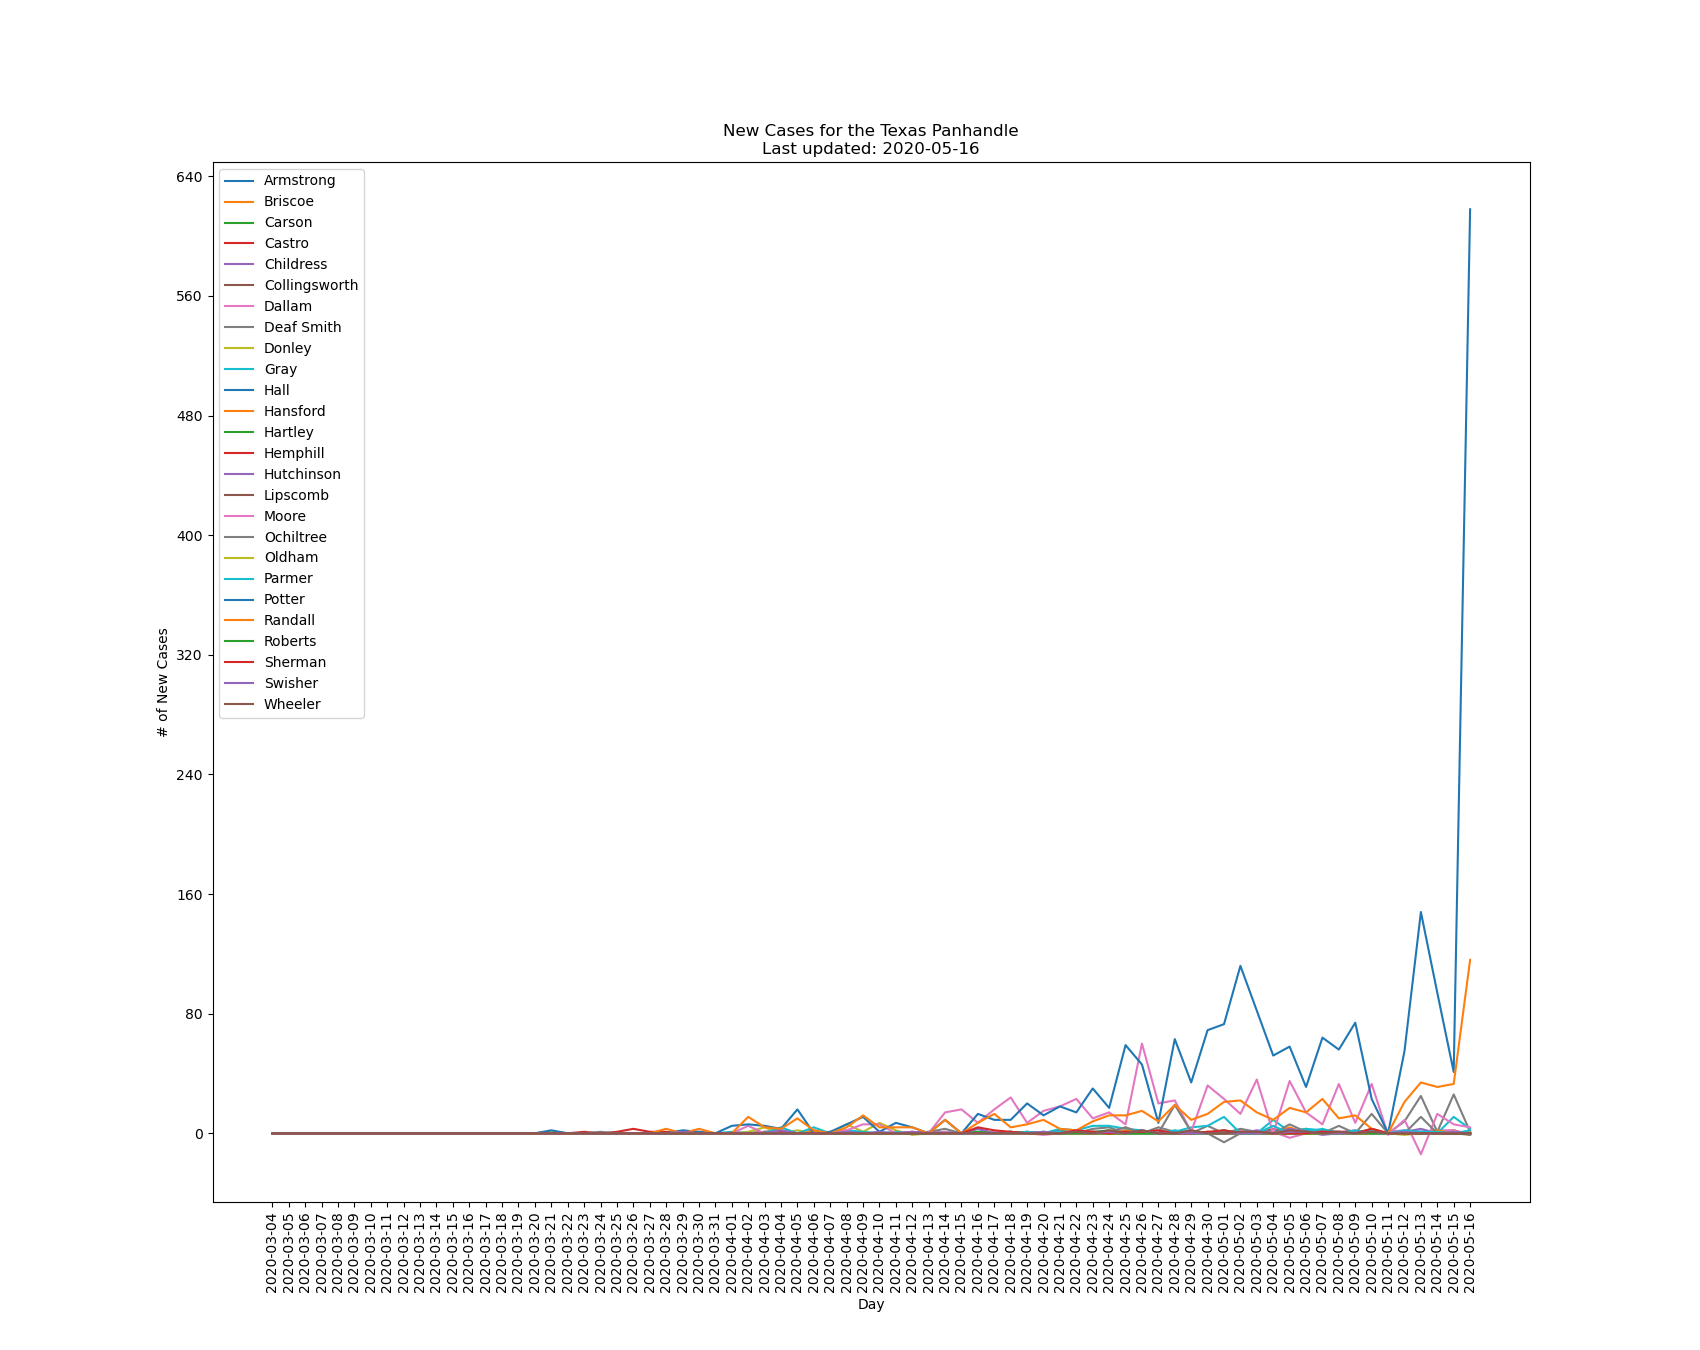 New Cases for the Texas Panhandle
Last updated: 2020-05-16
640
560
480
400
320
240
160
80
0
# of New Cases
Armstrong
Briscoe
Carson
Castro
Childress
Collingsworth
Dallam
Deaf Smith
Donley
Gray
Hall
Hansford
Hartley
Hemphill
Hutchinson
Lipscomb
Moore
Ochiltree
Oldham
Parmer
Potter
Randall
Roberts
Sherman
Swisher
Wheeler
2020-03-04
2020-03-05
2020-03-06
2020-03-07
2020-03-08
2020-03-09
2020-03-10
2020-03-11
2020-03-12
2020-03-13
2020-03-14
2020-03-15
2020-03-16
2020-03-17
2020-03-18
2020-03-19
2020-03-20
2020-03-21
2020-03-22
2020-03-23
2020-03-24
2020-03-25
2020-03-26
2020-03-27
2020-03-28
2020-03-29
2020-03-30
2020-03-31
2020-04-01
2020-04-02
2020-04-03
2020-04-04
2020-04-05
2020-04-06
2020-04-07
2020-04-08
2020-04-09
2020-04-10
2020-04-11
2020-04-12
2020-04-13
2020-04-14
2020-04-15
2020-04-16
2020-04-17
2020-04-18
2020-04-19
2020-04-20
2020-04-21
2020-04-22
2020-04-23
2020-04-24
2020-04-25
2020-04-26
2020-04-27
2020-04-28
2020-04-29
2020-04-30
2020-05-01
2020-05-02
2020-05-03
2020-05-04
2020-05-05
2020-05-06
2020-05-07
2020-05-08
2020-05-09
2020-05-10
2020-05-11
2020-05-12
2020-05-13
2020-05-14
2020-05-15
2020-05-16
Day